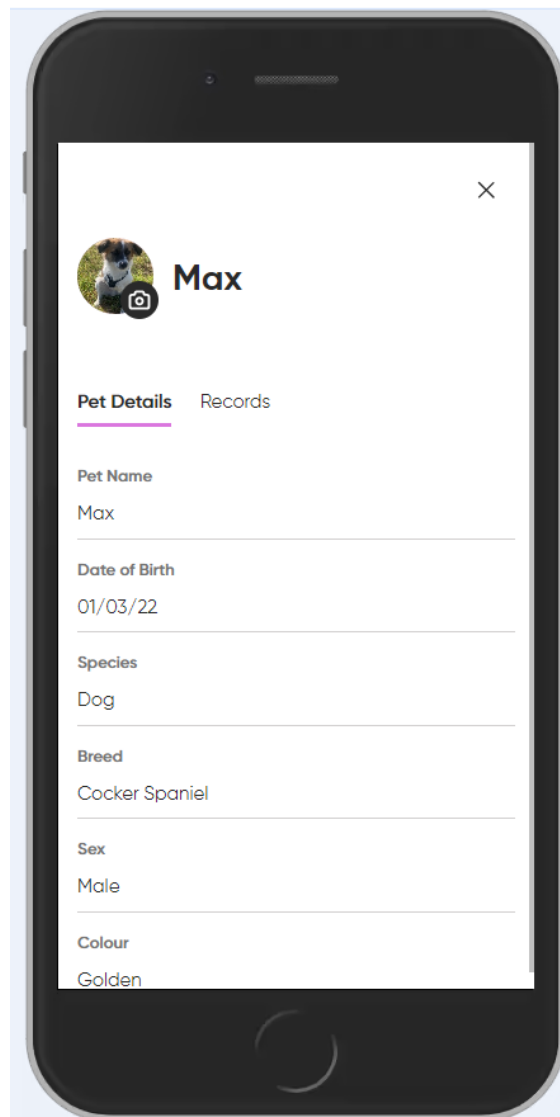 Max
Pet Details Records
Pet Name
Max
Date of Birth
01/03/22
Species
Dog
Breed
Cocker Spaniel
Sex
Male
Colour
Golden